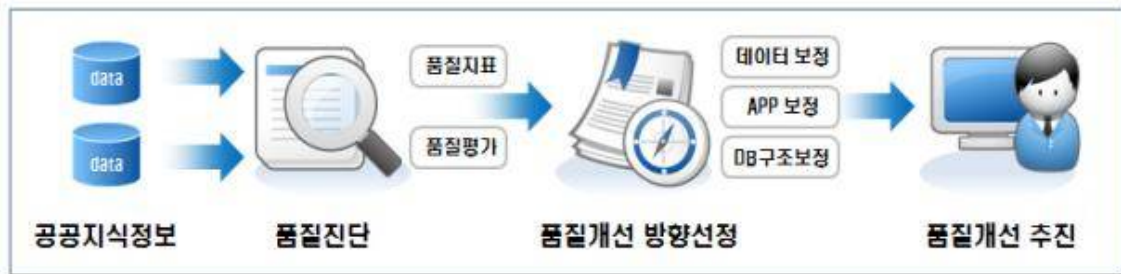 data
data
품질지표
품질평가
데이터 보정
APP 보정
DB구조보정
공공지식정보
품질진단
품질개선 방향선정
품질개선 추진